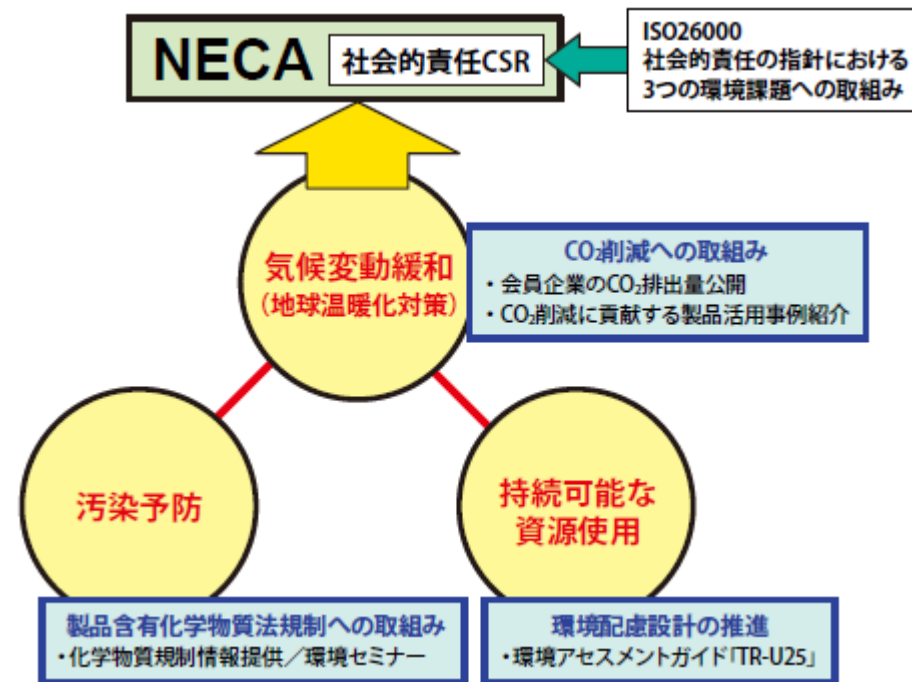 NECA 社会的責任CSR
ISO26000
社会的責任の指針における
3つの環境課題への取組み
気候変動緩和
(地球温暖化対策)
CO₂削減への取組み
・会員企業のCO₂排出量公開
・CO₂削減に貢献する製品活用事例紹介
汚染予防
持続可能な
資源使用
製品含有化学物質法規制への取組み
・化学物質規制情報提供／環境セミナー
環境配慮設計の推進
・環境アセスメントガイド「TR-U25」